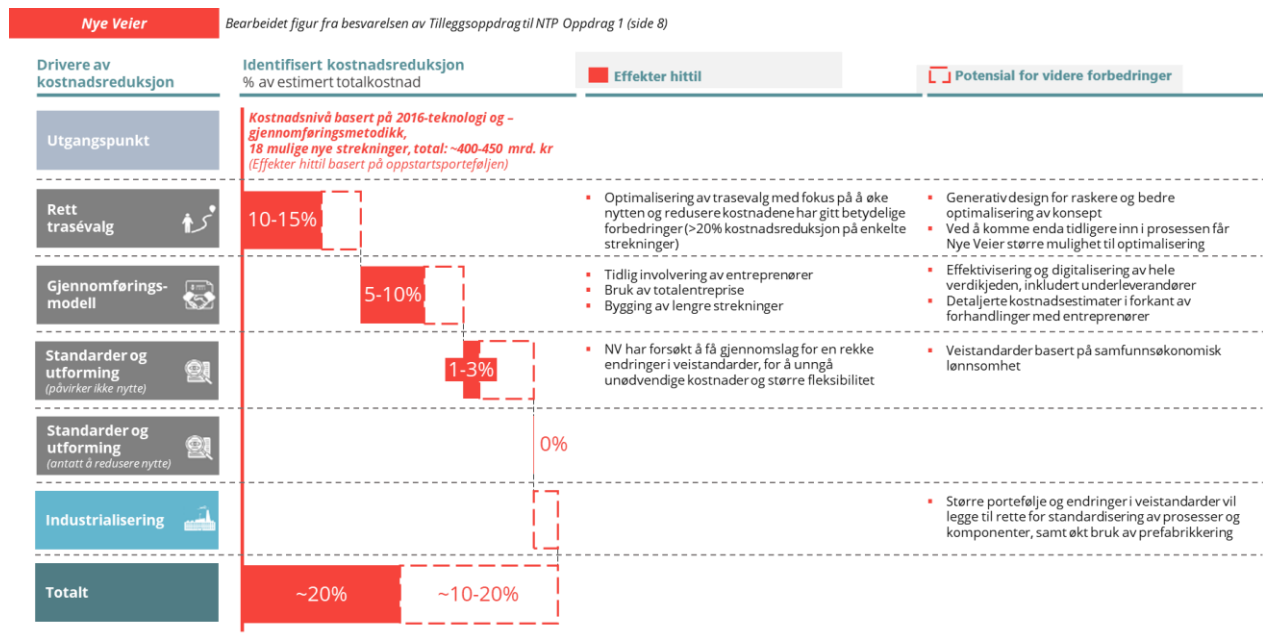 Nye Veier
Bearbeidet figur fra besvarelsen av Tilleggsoppdrag til NTP Oppdrag 1 (side 8)
Drivere av
kostnadsreduksjon
Identifisert kostnadsreduksjon
% av estimert totalkostnad
Effekter hittil
Potensial for videre forbedringer
Utgangspunkt
Kostnadsnivå basert på 2016-teknologi og –
gjennomføringsmetodikk,
18 mulige nye strekninger, total: ~400-450 mrd. kr
(Effekter hittil basert på oppstartsporteføljen)
Rett
trasévalg
10-15%
▪ Optimalisering av trasevalg med fokus på å øke
nytten og redusere kostnadene har gitt betydelige
forbedringer (>20% kostnadsreduksjon på enkelte
strekninger)
▪ Generativ design for raskere og bedre
optimalisering av konsept
▪ Ved å komme enda tidligere inn i prosessen får
Nye Veier større mulighet til optimalisering
Gjennomførings-
modell
5-10%
▪ Tidlig involvering av entreprenører
▪ Bruk av totalentreprise
▪ Bygging av lengre strekninger
▪ Effektivisering og digitalisering av hele
verdikjeden, inkludert underleverandører
▪ Detaljerte kostnadsestimater i forkant av
forhandlinger med entreprenører
Standarder og
utforming
(påvirker ikke nytte)
1-3%
▪ NV har forsøkt å få gjennomslag for en rekke
endringer i veistandarder, for å unngå
unødvendige kostnader og større fleksibilitet
▪ Veistandarder basert på samfunnsøkonomisk
lønnsomhet
Standarder og
utforming
(antatt å redusere nytte)
0%
Industrialisering
▪ Større portefølje og endringer i veistandarder vil
legge til rette for standardisering av prosesser og
komponenter, samt økt bruk av prefabrikkering
Totalt
~20%
~10-20%